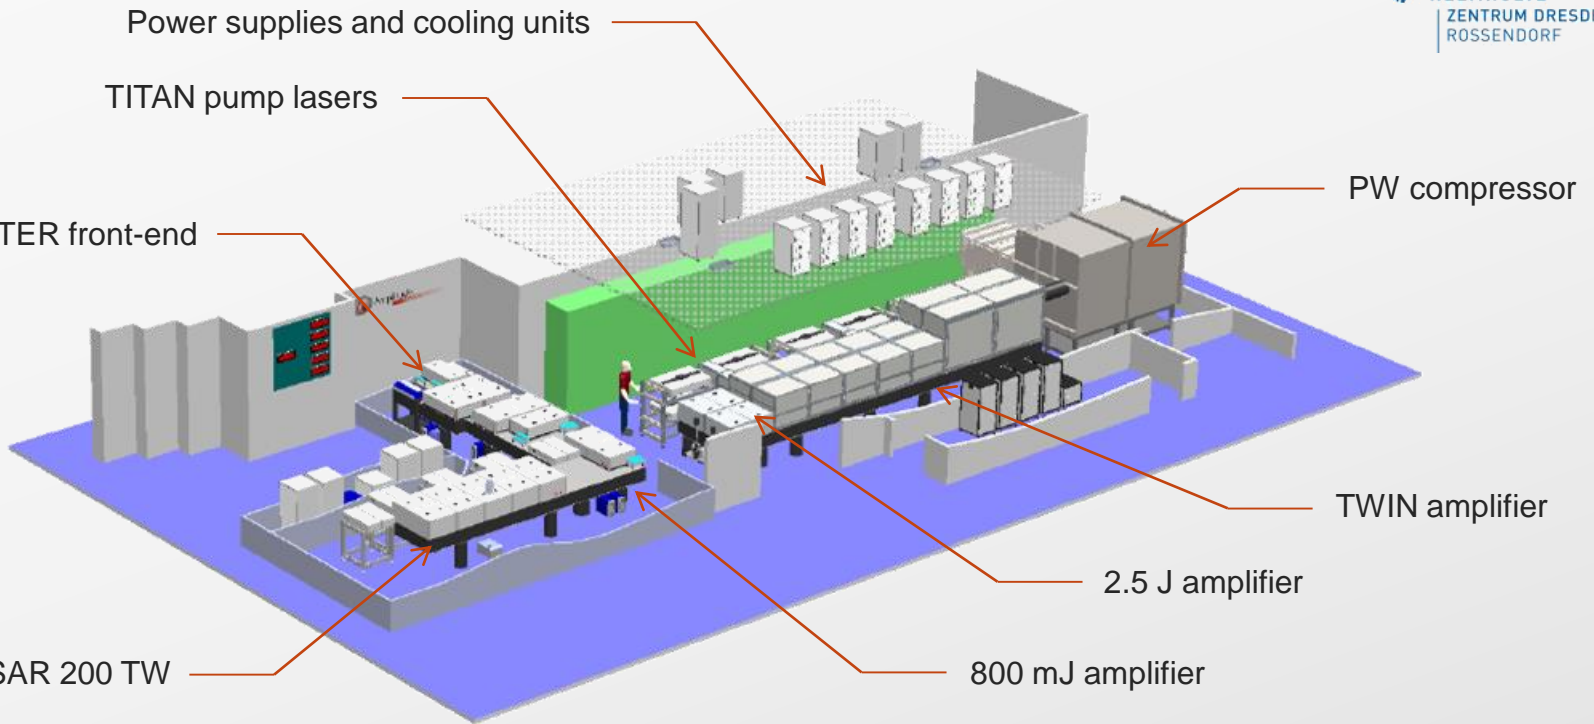 ZENTRUM DRESD
ROSSENDORF
Power supplies and cooling units
TITAN pump lasers
PW compressor
TER front-end
TWIN amplifier
2.5 J amplifier
SAR 200 TW
800 mJ amplifier